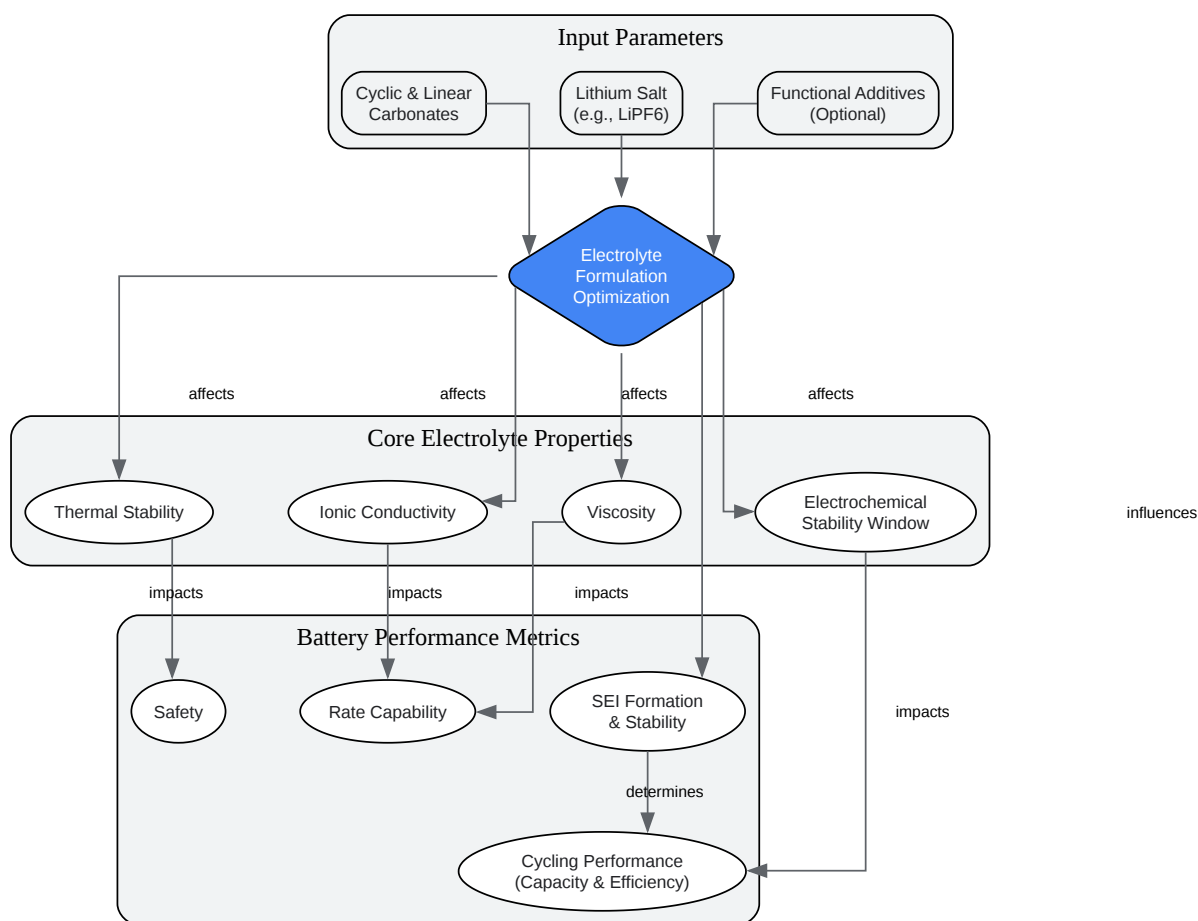 Input Parameters
Cyclic & Linear
Carbonates
Lithium Salt
(e.g., LiPF6)
Functional Additives
(Optional)
Electrolyte
Formulation
Optimization
affects
affects
affects
affects
Core Electrolyte Properties
Thermal Stability
Ionic Conductivity
Viscosity
Electrochemical
Stability Window
influences
impacts
impacts
impacts
Battery Performance Metrics
Safety
Rate Capability
SEI Formation
& Stability
impacts
determines
Cycling Performance
(Capacity & Efficiency)